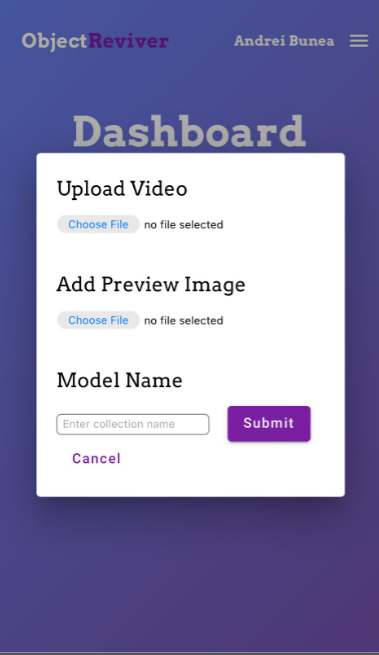 ObjectReviver Andrei Bunea
Dashboard
Upload Video
Choose File no file selected
Add Preview Image
Choose File no file selected
Model Name
Enter collection name Submit
Cancel